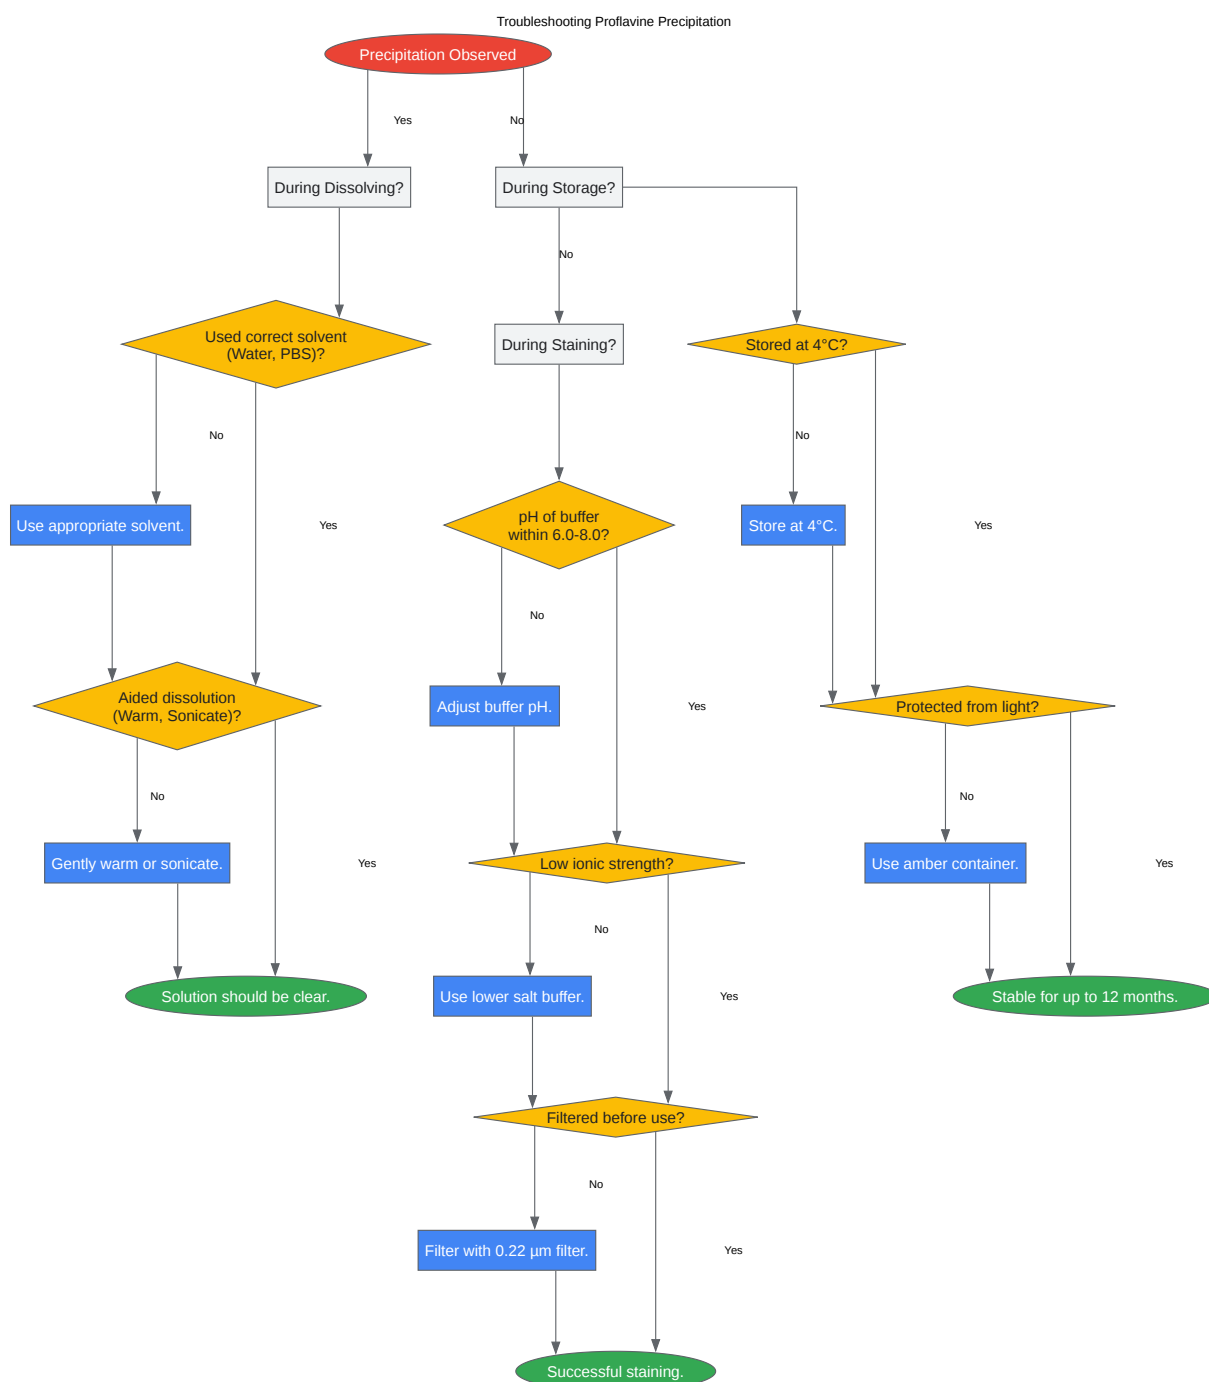 Troubleshooting Proflavine Precipitation
Precipitation Observed
Yes
No
During Dissolving?
During Storage?
No
Used correct solvent
(Water, PBS)?
During Staining?
Stored at 4°C?
No
No
Use appropriate solvent.
Yes
pH of buffer
within 6.0-8.0?
Store at 4°C.
Yes
No
Aided dissolution
(Warm, Sonicate)?
Adjust buffer pH.
Yes
Protected from light?
No
No
Gently warm or sonicate.
Yes
Low ionic strength?
Use amber container.
Yes
No
Solution should be clear.
Use lower salt buffer.
Yes
Stable for up to 12 months.
Filtered before use?
No
Filter with 0.22 µm filter.
Yes
Successful staining.